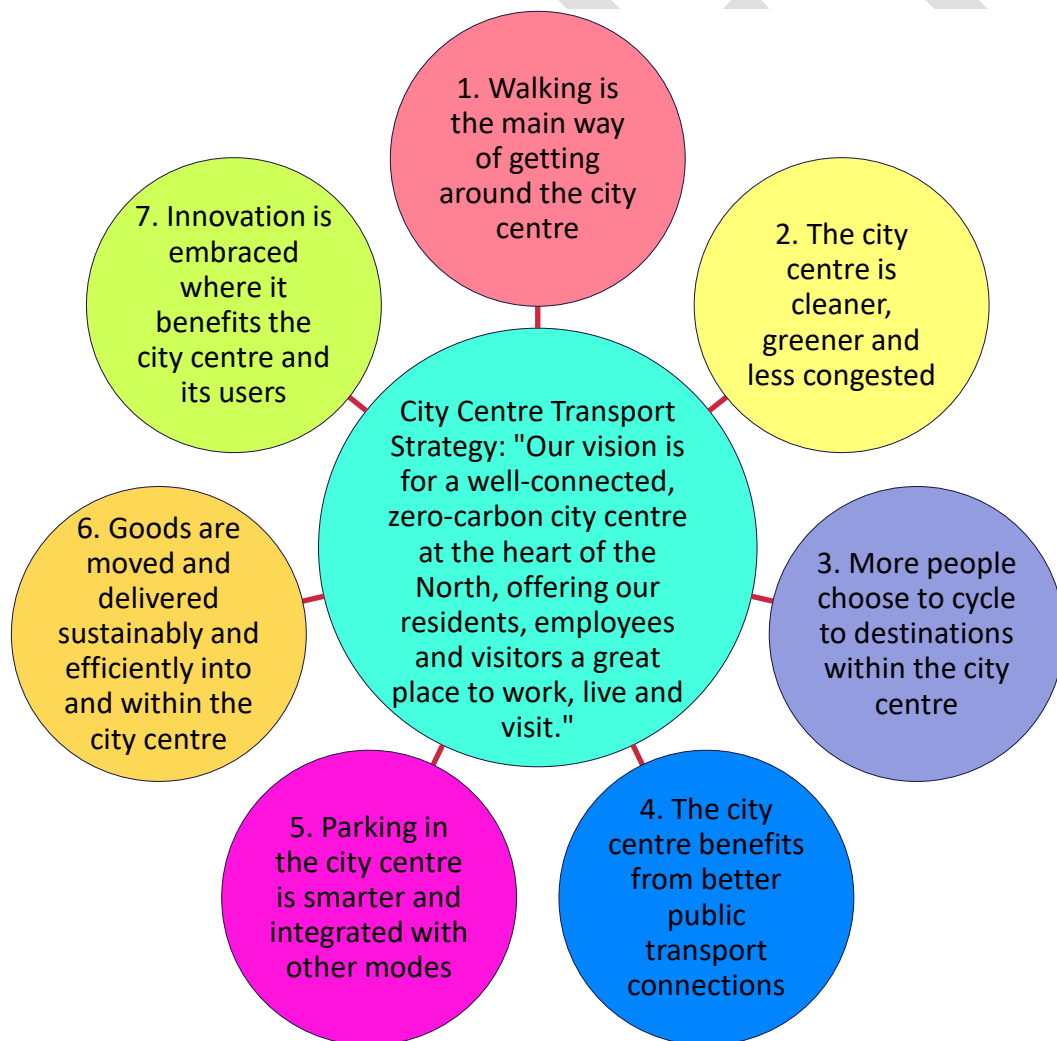 1. Walking is
the main way
of getting
around the city
centre
2. The city
centre is
cleaner,
greener and
less congested
3. More people
choose to cycle
to destinations
within the city
centre
4. The city
centre benefits
from better
public
transport
connections
5. Parking in
the city centre
is smarter and
integrated with
other modes
6. Goods are
moved and
delivered
sustainably and
efficiently into
and within the
city centre
7. Innovation is
embraced
where it
benefits the
city centre and
its users
City Centre Transport
Strategy: "Our vision is
for a well-connected,
zero-carbon city centre
at the heart of the
North, offering our
residents, employees
and visitors a great
place to work, live and
visit."